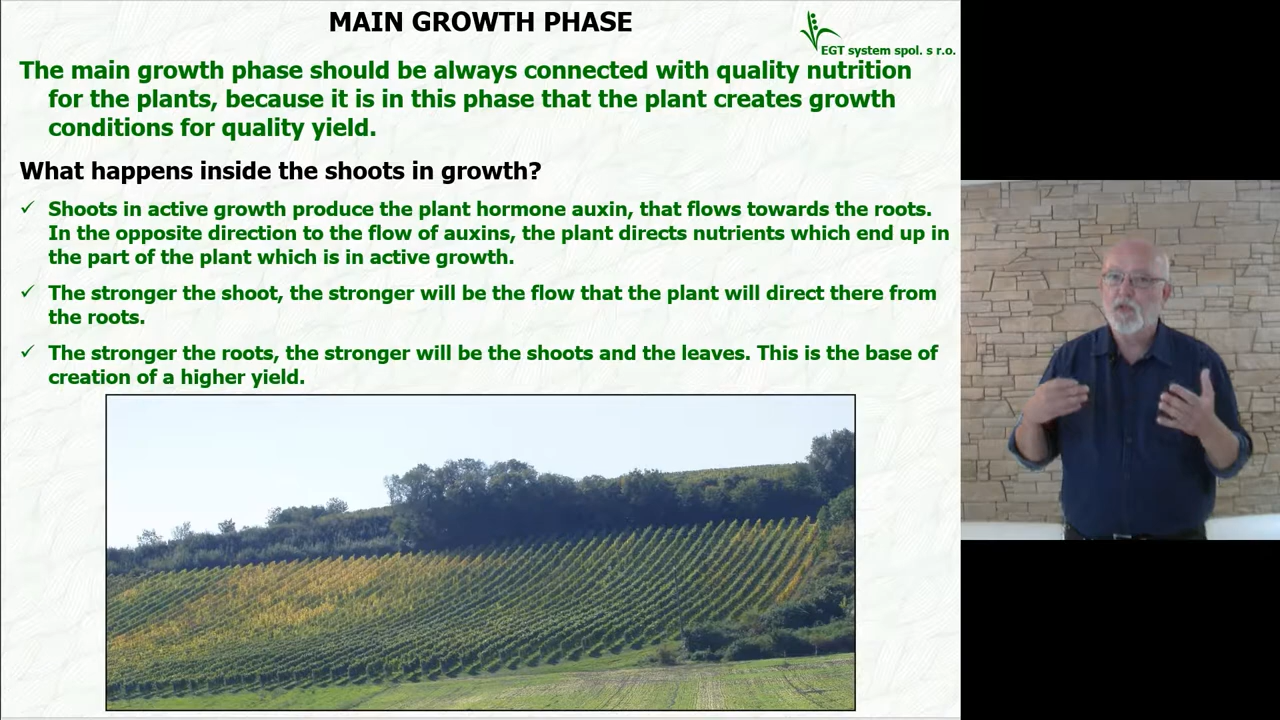 MAIN GROWTH PHASE
EGT system spol. s r.o.
The main growth phase should be always connected with quality nutrition
for the plants, because it is in this phase that the plant creates growth
conditions for quality yield.
What happens inside the shoots in growth?
✓ Shoots in active growth produce the plant hormone auxin, that flows towards the roots.
In the opposite direction to the flow of auxins, the plant directs nutrients which end up in
the part of the plant which is in active growth.
✓ The stronger the shoot, the stronger will be the flow that the plant will direct there from
the roots.
✓ The stronger the roots, the stronger will be the shoots and the leaves. This is the base of
creation of a higher yield.